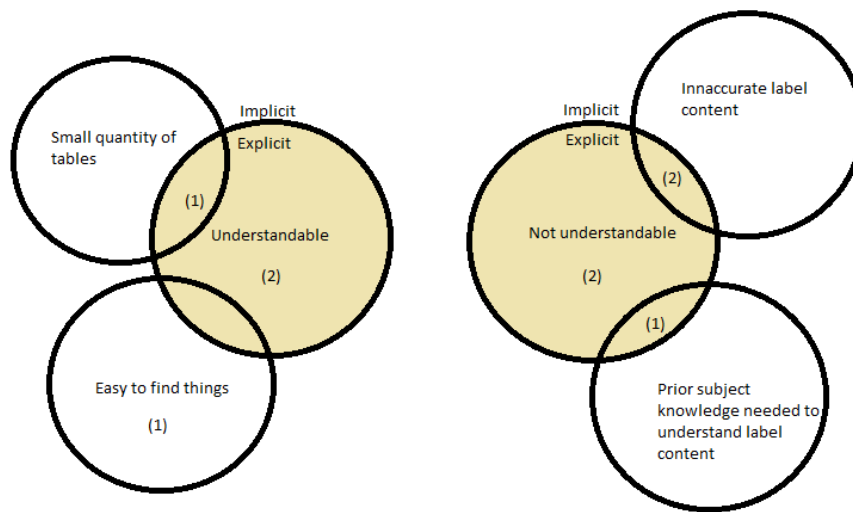 Small quantity of
tables
Implicit
Explicit
(1)
Understandable
(2)
Easy to find things
(1)
Innaccurate label
content
Implicit
Explicit
(2)
Not understandable
(2)
(1)
Prior subject
knowledge needed to
understand label
content